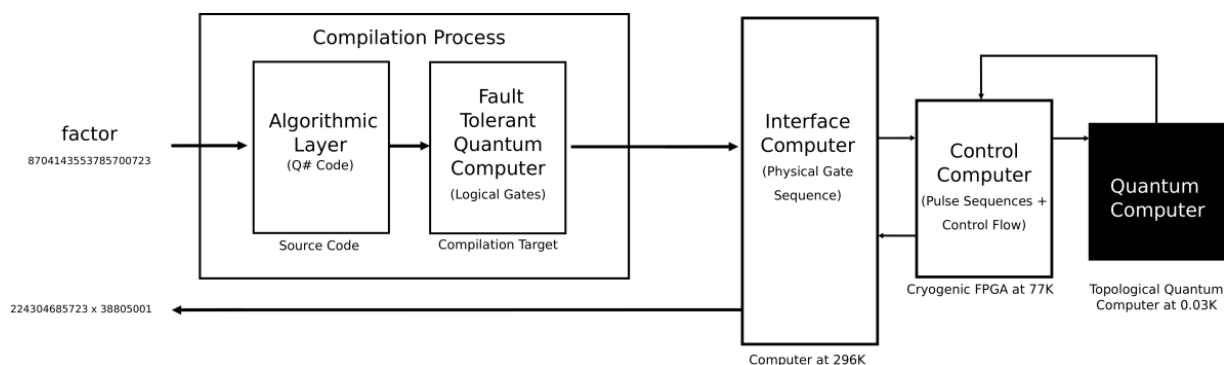 Compilation Process
factor
8704143553785700723
Algorithmic
Layer
(Q# Code)
Source Code
Fault
Tolerant
Quantum
Computer
(Logical Gates)
Compilation Target
Interface
Computer
(Physical Gate
Sequence)
Computer at 296K
Control
Computer
(Pulse Sequences +
Control Flow)
Cryogenic FPGA at 77K
Quantum
Computer
Topological Quantum
Computer at 0.03K
224304685723 x 38805001